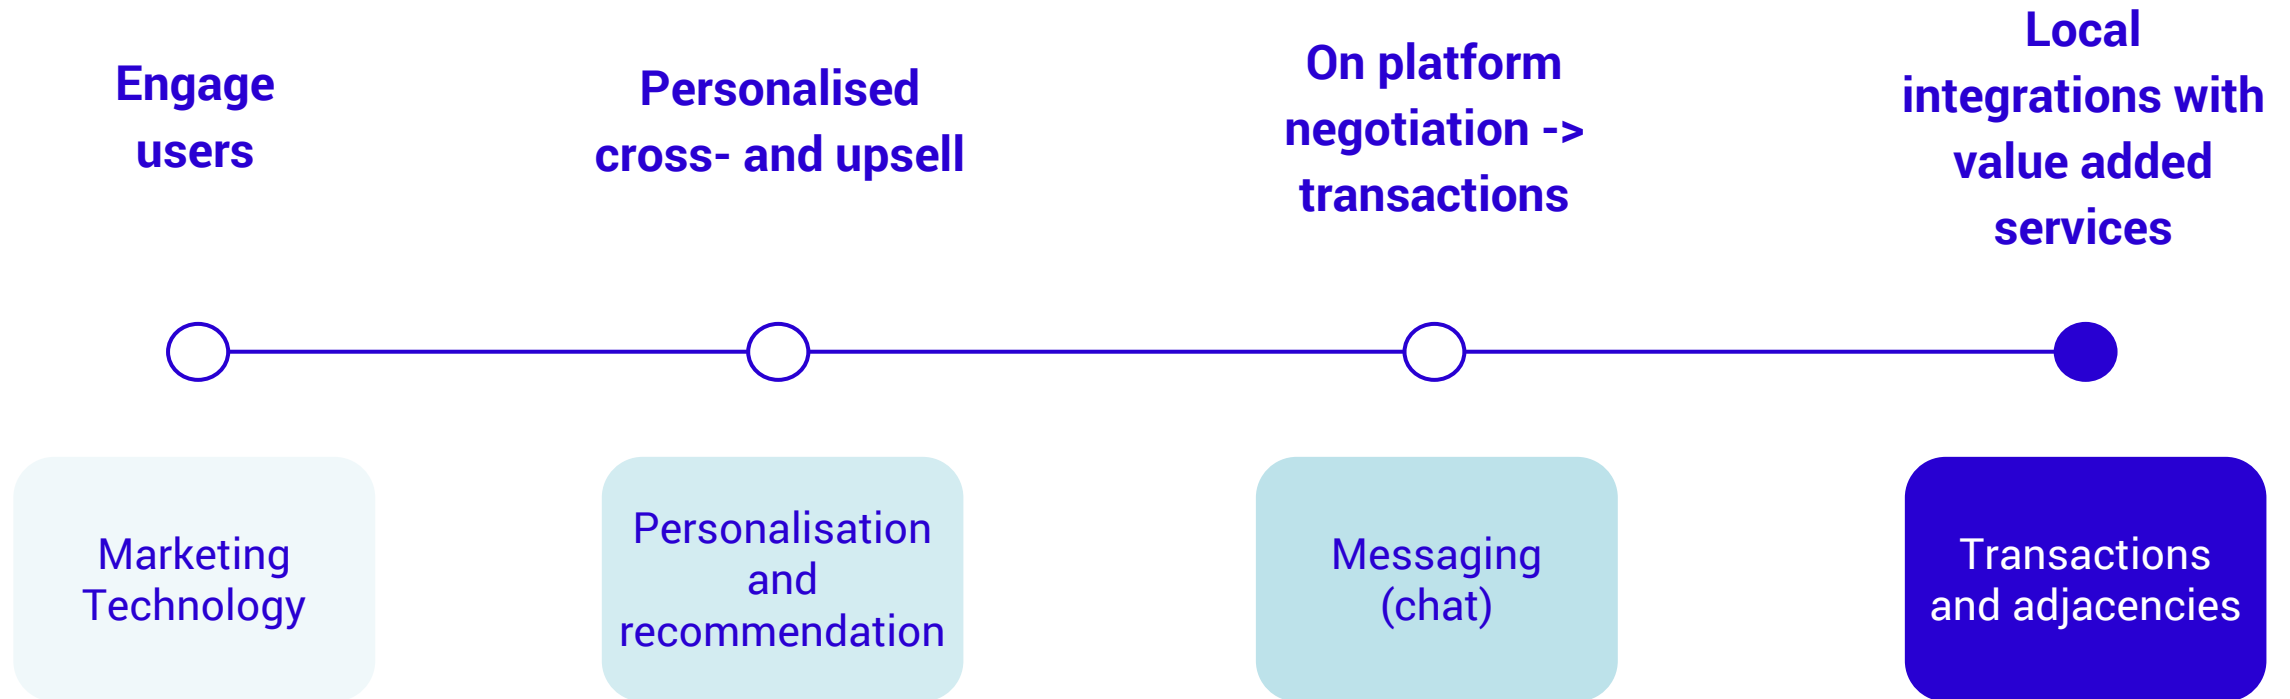 Engage
users
Personalised
cross- and upsell
On platform
negotiation ->
transactions
Local
integrations with
value added
services
Marketing
Technology
Personalisation
and
recommendation
Messaging
(chat)
Transactions
and adjacencies